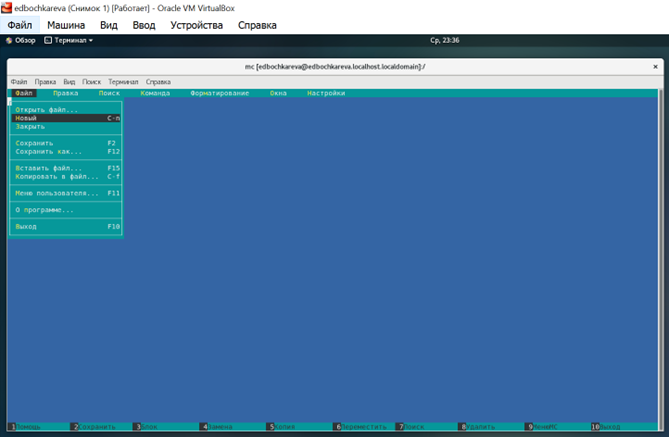 edbochkareva (Снимок 1) [Работает] - Oracle VM VirtualBox
Файл Машина Вид Ввод Устройства Справка
Обзор Терминал Ср, 23:36
mc [edbochkareva@edbochkareva.localhost.localdomain]:/ ×
Файл Правка Вид Поиск Терминал Справка
Файл Правка Поиск Команда Форматирование Окна Настройки
Открыть файл...
Новый C-n
Закрыть
Сохранить F2
Сохранить как... F12
Вставить файл... F15
Копировать в файл... C-f
Меню пользователя... F11
О программе...
Выход F10
1Помощь 2Сохранить 3Блок 4Замена 5Копия 6Переместить 7Поиск 8Удалить 9МенюMC 10Выход